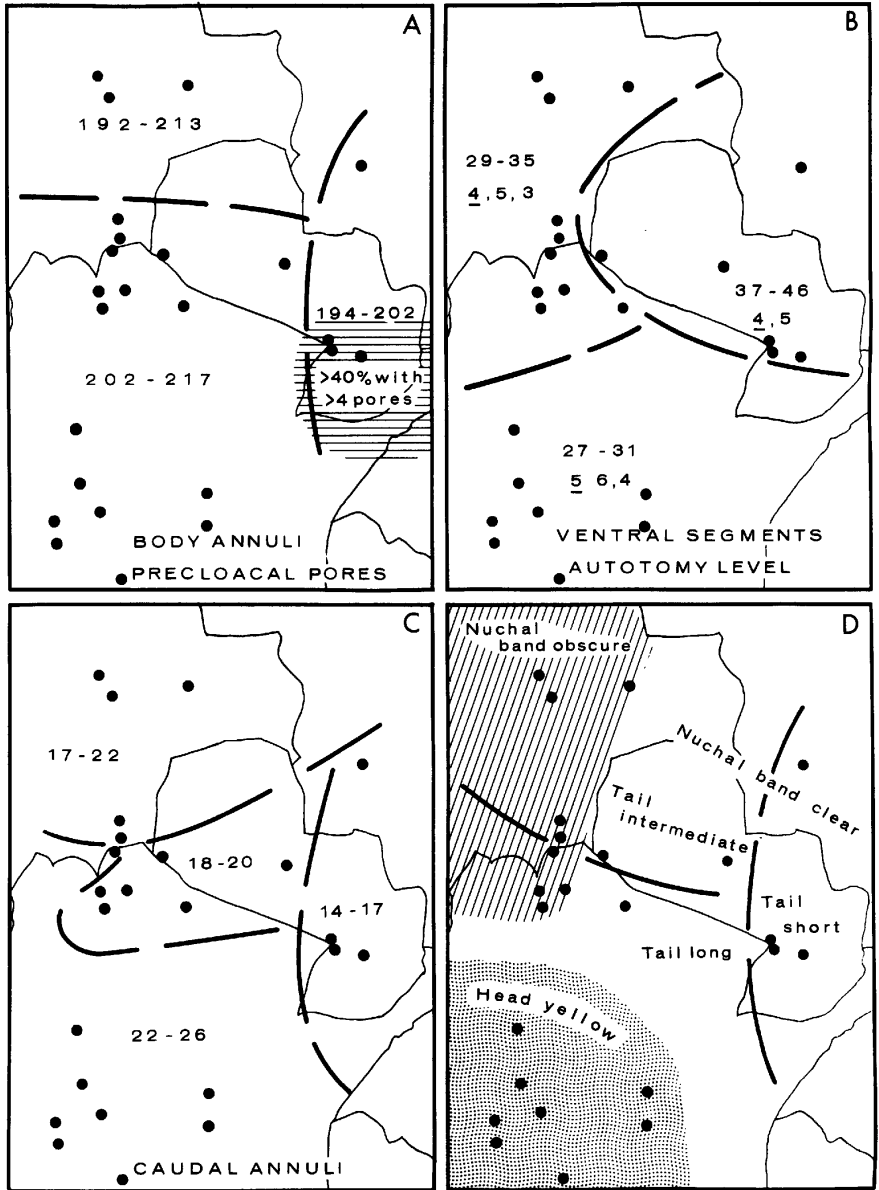 A
192-213
194-202
>40% with
>4 pores
202-217
BODY ANNULI
PRECLOACAL PORES
B
29-35
4,5,3
37-46
4,5
27-31
5 6,4
VENTRAL SEGMENTS
AUTOTOMY LEVEL
C
17-22
18-20
14-17
22-26
CAUDAL ANNULI
D
Nuchal
band obscure
Nuchal band clear
Tail
intermediate
Tail
short
Tail long
Head yellow